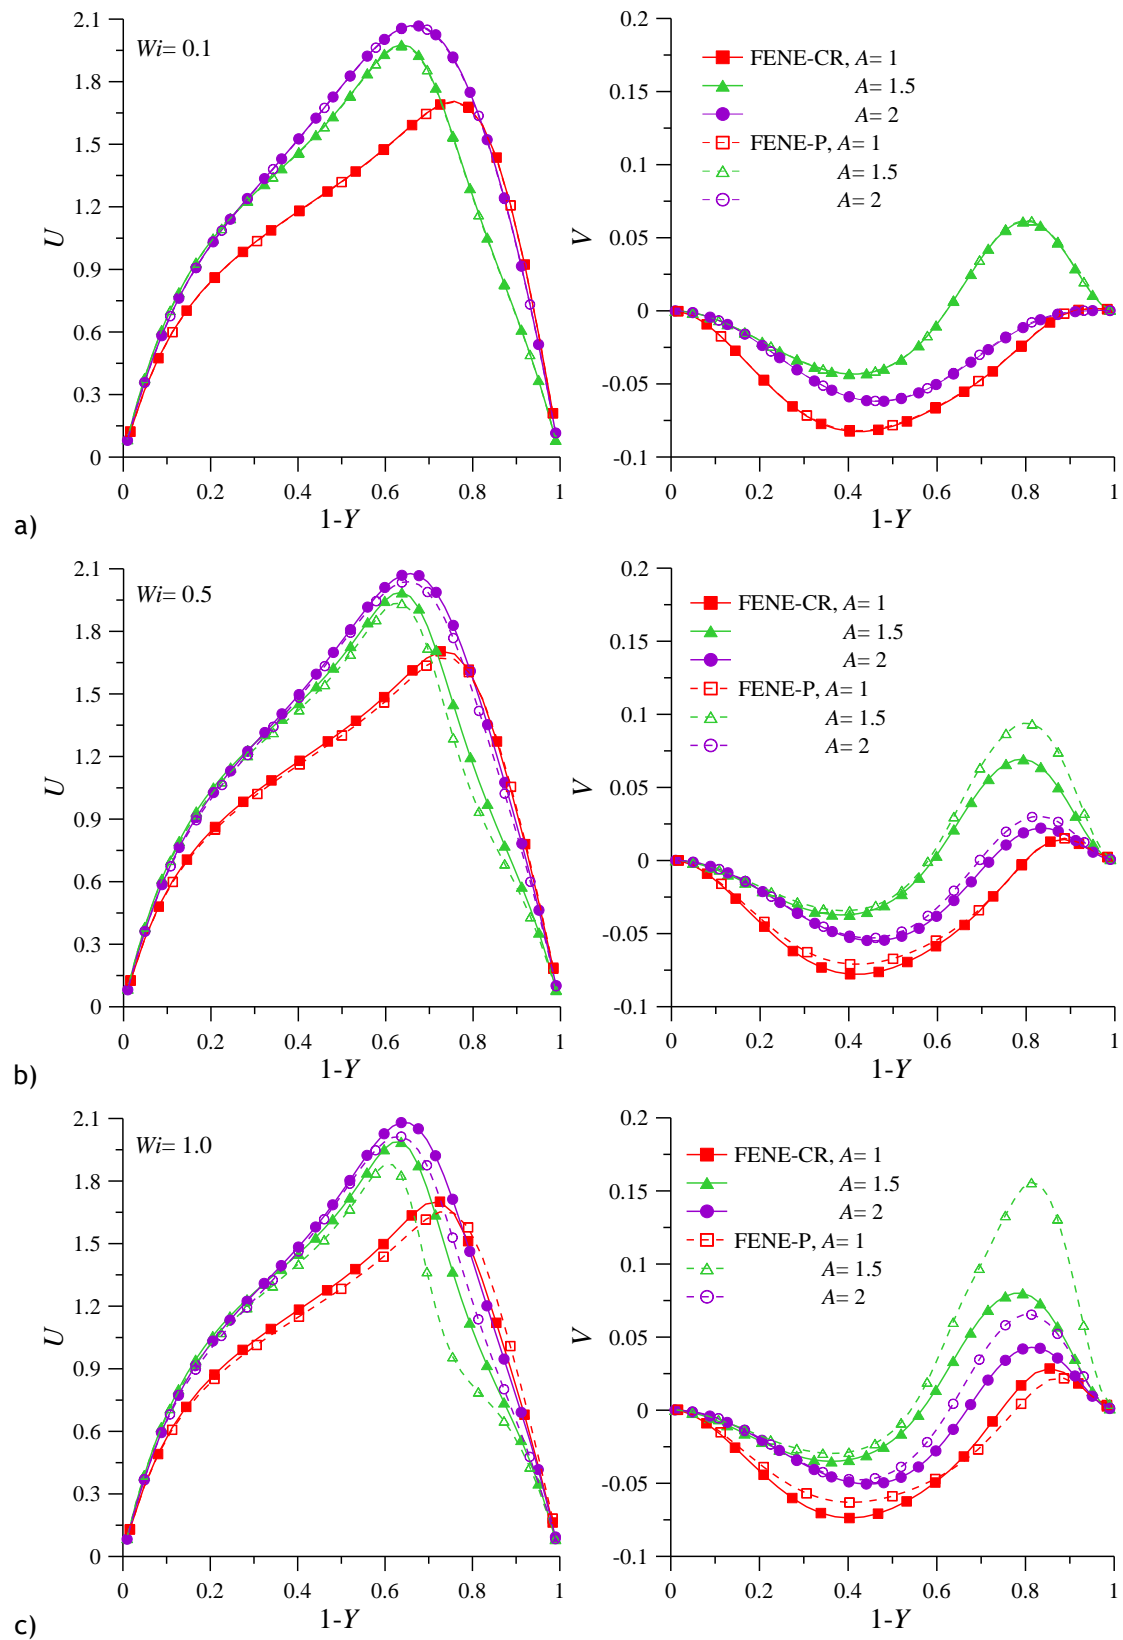 2.1
1.8
1.5
1.2
0.9
0.6
0.3
0
U
Wi= 0.1
0 0.2 0.4 0.6 0.8 1
1-Y
0.2
0.15
0.1
0.05
0
-0.05
-0.1
V
FENE-CR, A= 1
A= 1.5
A= 2
FENE-P, A= 1
A= 1.5
A= 2
0 0.2 0.4 0.6 0.8 1
1-Y
a)
2.1
1.8
1.5
1.2
0.9
0.6
0.3
0
U
Wi= 0.5
0 0.2 0.4 0.6 0.8 1
1-Y
0.2
0.15
0.1
0.05
0
-0.05
-0.1
V
FENE-CR, A= 1
A= 1.5
A= 2
FENE-P, A= 1
A= 1.5
A= 2
0 0.2 0.4 0.6 0.8 1
1-Y
b)
2.1
1.8
1.5
1.2
0.9
0.6
0.3
0
U
Wi= 1.0
0 0.2 0.4 0.6 0.8 1
1-Y
0.2
0.15
0.1
0.05
0
-0.05
-0.1
V
FENE-CR, A= 1
A= 1.5
A= 2
FENE-P, A= 1
A= 1.5
A= 2
0 0.2 0.4 0.6 0.8 1
1-Y
c)